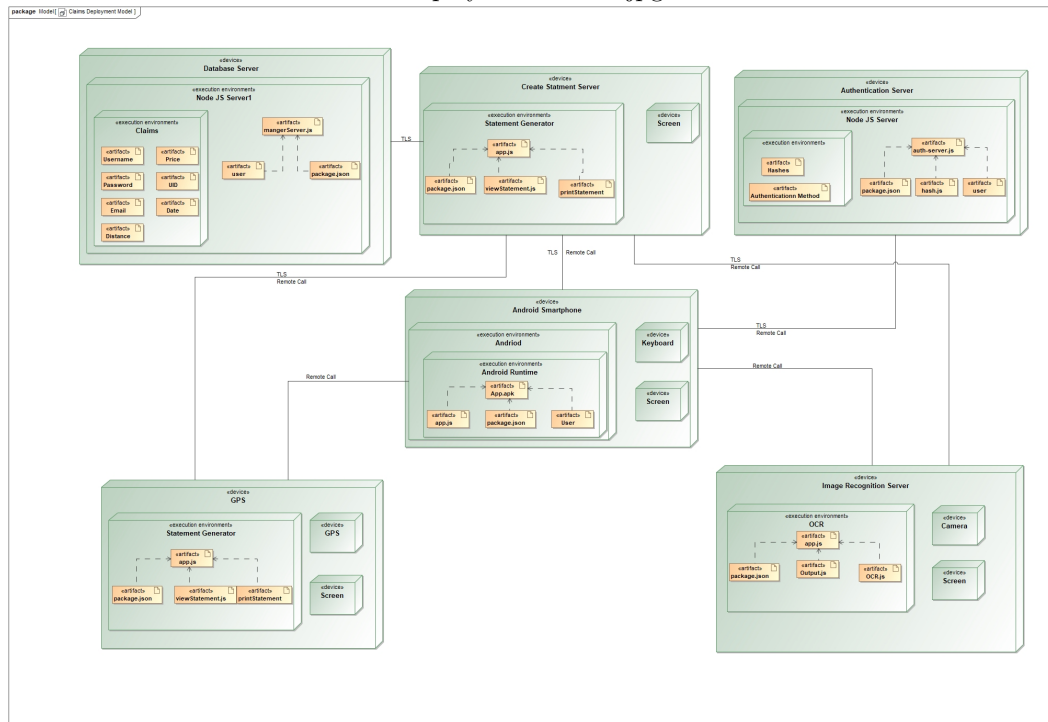 package Model[ Claims Deployment Model ]
«device»
Database Server
«execution environment»
Node JS Server1
«execution environment»
Claims
«artifact»
Username
«artifact»
Price
«artifact»
Password
«artifact»
UID
«artifact»
Email
«artifact»
Date
«artifact»
Distance
«artifact»
mangerServer.js
«artifact»
user
«artifact»
package.json
TLS
«device»
Create Statment Server
«execution environment»
Statement Generator
«artifact»
app.js
«artifact»
package.json
«artifact»
viewStatement.js
«artifact»
printStatement
«device»
Screen
«device»
Authentication Server
«execution environment»
Node JS Server
«execution environment»
«artifact»
Hashes
«artifact»
Authenticationn Method
«artifact»
auth-server.js
«artifact»
package.json
«artifact»
hash.js
«artifact»
user
TLS
Remote Call
TLS
Remote Call
TLS
Remote Call
TLS
Remote Call
Remote Call
Remote Call
«device»
Android Smartphone
«execution environment»
Andriod
«execution environment»
Android Runtime
«artifact»
App.apk
«artifact»
app.js
«artifact»
package.json
«artifact»
User
«device»
Keyboard
«device»
Screen
«device»
GPS
«execution environment»
Statement Generator
«artifact»
app.js
«artifact»
package.json
«artifact»
viewStatement.js
«artifact»
printStatement
«device»
GPS
«device»
Screen
«device»
Image Recognition Server
«execution environment»
OCR
«artifact»
app.js
«artifact»
package.json
«artifact»
Output.js
«artifact»
OCR.js
«device»
Camera
«device»
Screen